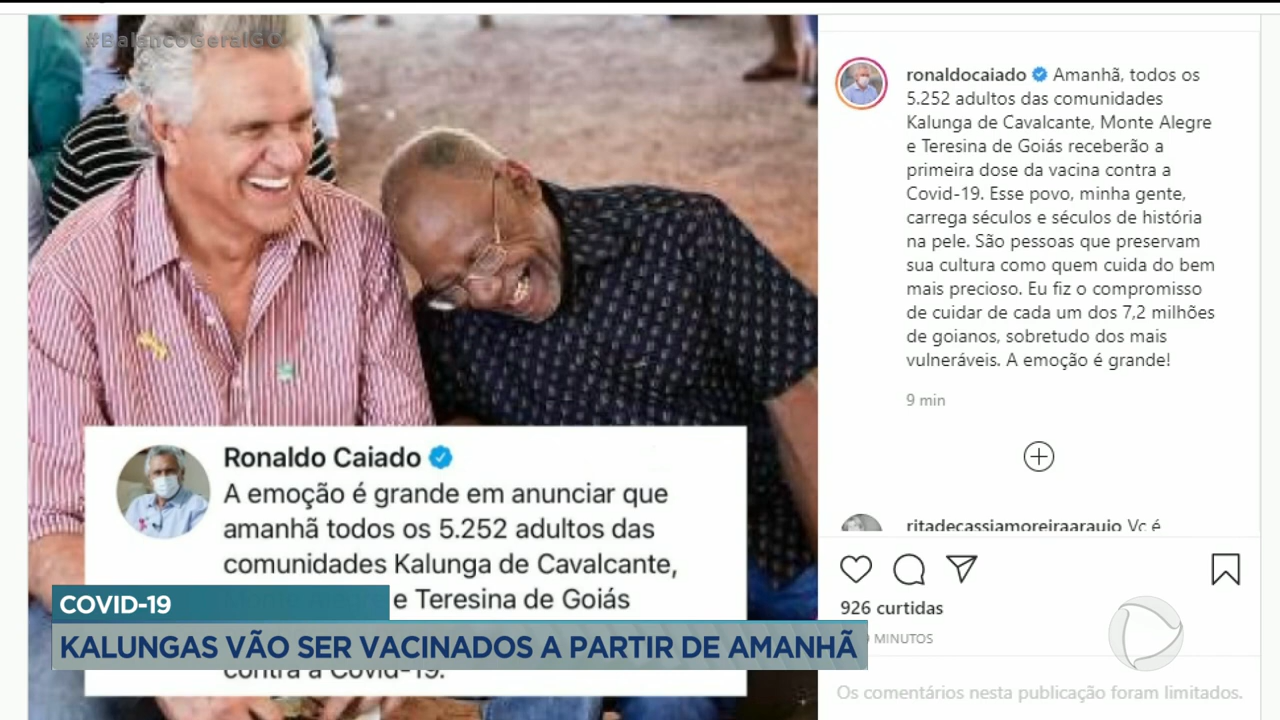 #BalançoGeralGO
ronaldocaiado Amanhã, todos os
5.252 adultos das comunidades
Kalunga de Cavalcante, Monte Alegre
e Teresina de Goiás receberão a
primeira dose da vacina contra a
Covid-19. Esse povo, minha gente,
carrega séculos e séculos de história
na pele. São pessoas que preservam
sua cultura como quem cuida do bem
mais precioso. Eu fiz o compromisso
de cuidar de cada um dos 7,2 milhões
de goianos, sobretudo dos mais
vulneráveis. A emoção é grande!
9 min
ritadecassiamoreiraaraujo Vc é
926 curtidas
MINUTOS
Os comentários nesta publicação foram limitados.
Ronaldo Caiado
A emoção é grande em anunciar que
amanhã todos os 5.252 adultos das
comunidades Kalunga de Cavalcante,
e Teresina de Goiás
contra a Covid-19.
COVID-19
KALUNGAS VÃO SER VACINADOS A PARTIR DE AMANHÃ